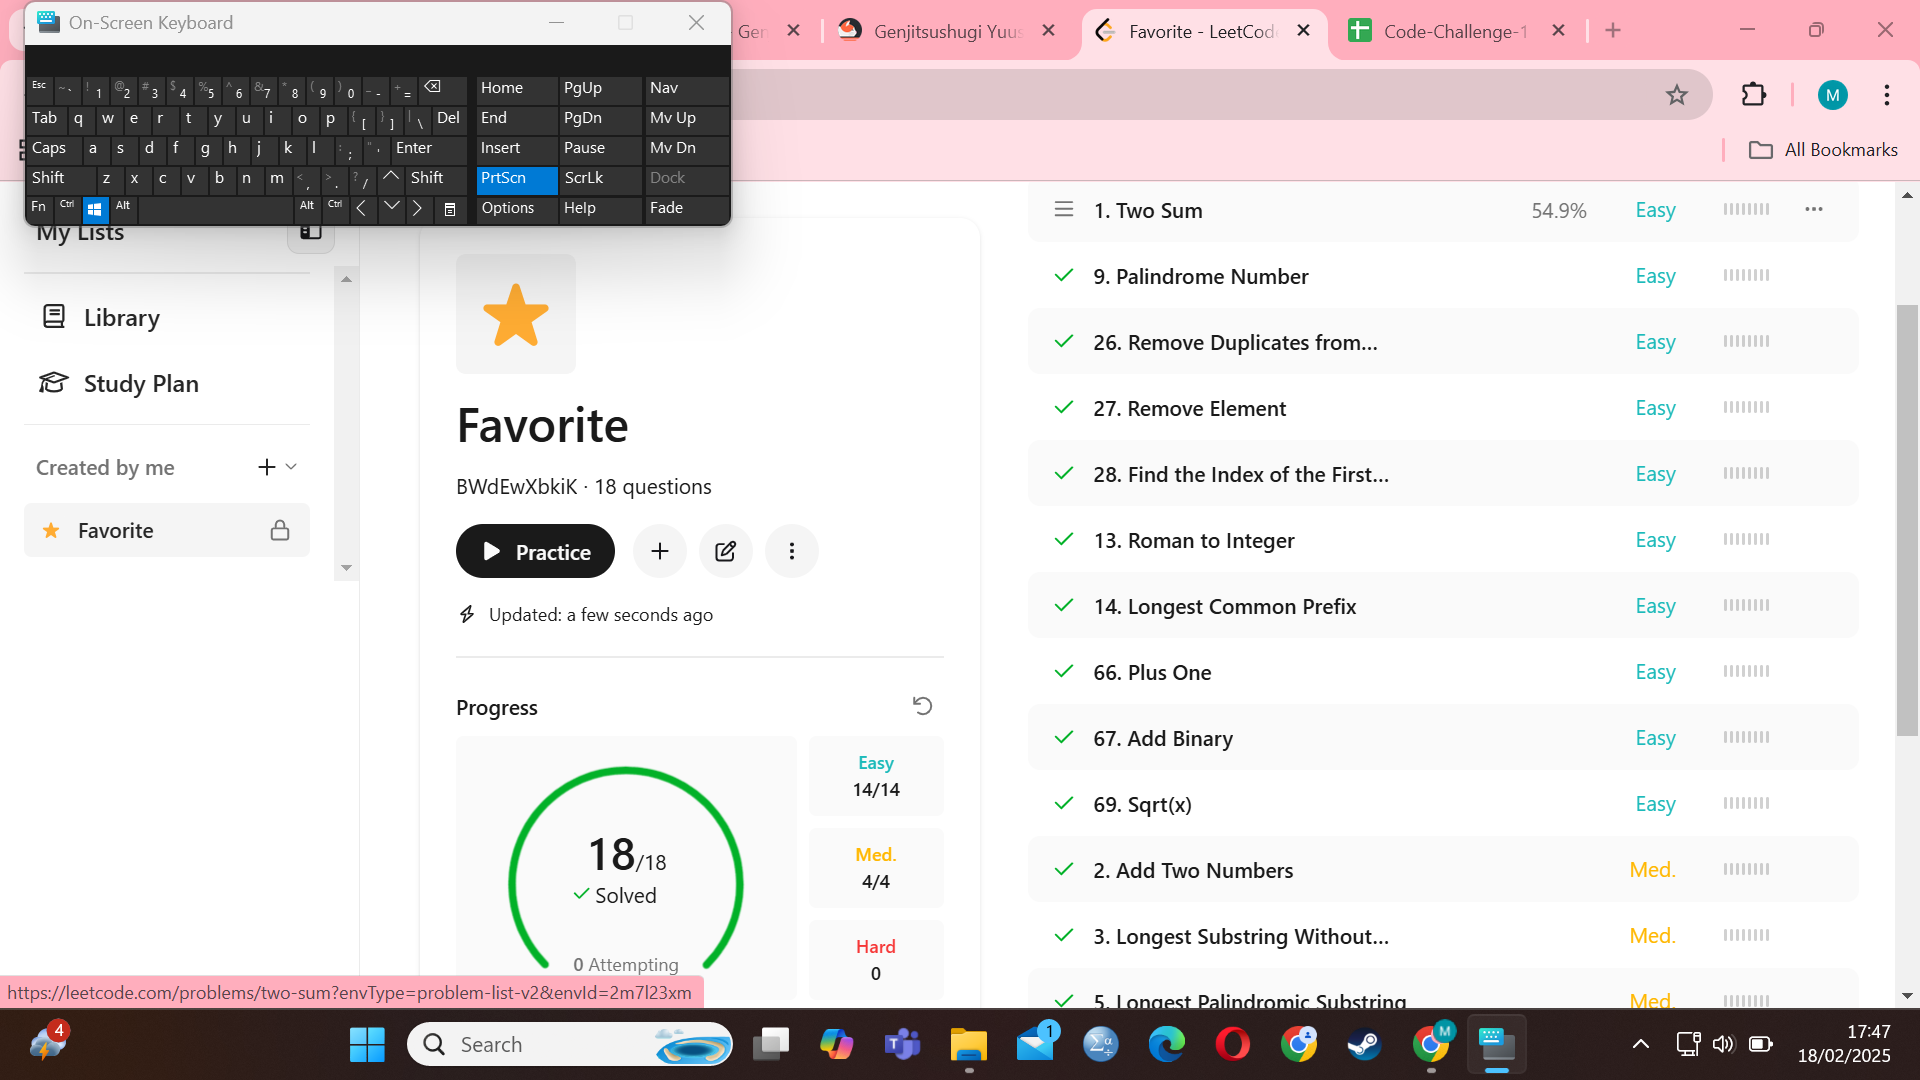 On-Screen Keyboard
Gen
Genjitsushugi Yuus
Favorite - LeetCode
Code-Challenge-1
Esc ~ ` ! 1 @ 2 # 3 $ 4 % 5 ^ 6 & 7 * 8 ( 9 ) 0 _ - + = Home PgUp Nav
Tab q w e r t y u i o p { [ } ] | \ Del End PgDn Mv Up
Caps a s d f g h j k l : ; " ' Enter Insert Pause Mv Dn
Shift z x c v b n m < , > . ? / Shift PrtScn ScrLk Dock
Fn Ctrl Alt Alt Ctrl Options Help Fade
M
All Bookmarks
My Lists
Library
Study Plan
Created by me
Favorite
Favorite
BWdEwXbkiK · 18 questions
Practice
Updated: a few seconds ago
Progress
18/18
Solved
0 Attempting
Easy
14/14
Med.
4/4
Hard
0
1. Two Sum 54.9% Easy
9. Palindrome Number Easy
26. Remove Duplicates from... Easy
27. Remove Element Easy
28. Find the Index of the First... Easy
13. Roman to Integer Easy
14. Longest Common Prefix Easy
66. Plus One Easy
67. Add Binary Easy
69. Sqrt(x) Easy
2. Add Two Numbers Med.
3. Longest Substring Without... Med.
5. Longest Palindromic Substring Med.
https://leetcode.com/problems/two-sum?envType=problem-list-v2&envId=2m7l23xm
4
Search
1
M
17:47
18/02/2025